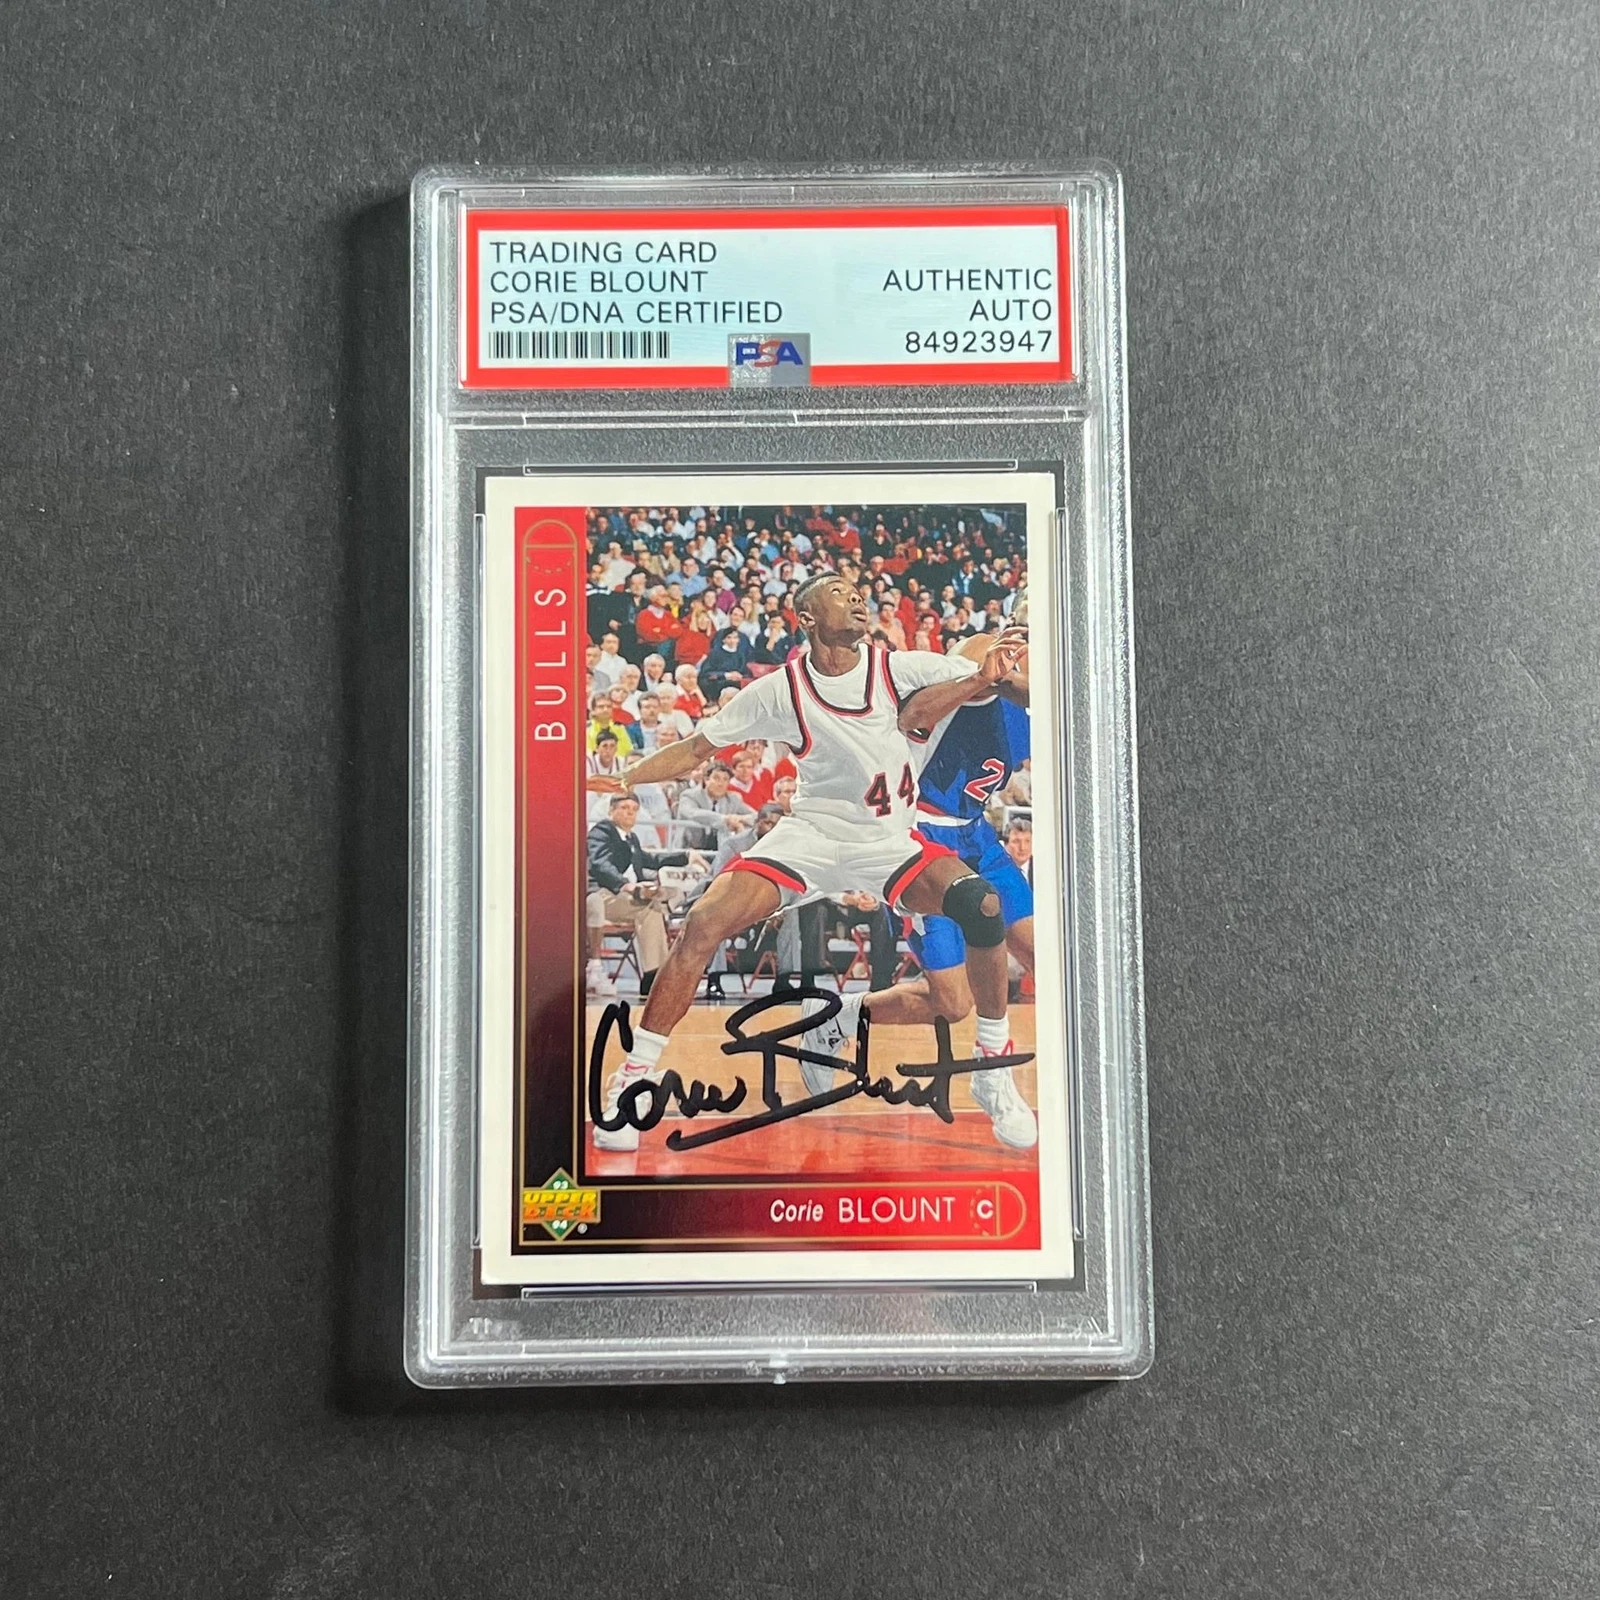 TRADING CARD
CORIE BLOUNT
PSA/DNA CERTIFIED
AUTHENTIC
AUTO
84923947
PSA
BULLS
44
2
Corie Blount
93
UPPER
DECK
94
®
Corie BLOUNT C